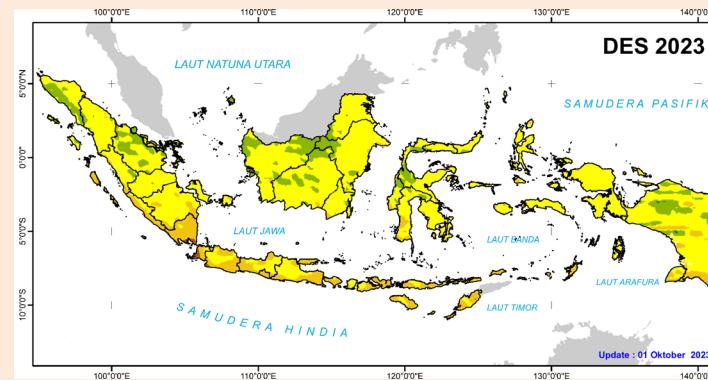 100°0'0"E 110°0'0"E 120°0'0"E 130°0'0"E 140°0'0"
DES 2023
LAUT NATUNA UTARA
5°0'0"N
SAMUDERA PASIFIK
0°0'0"
5°0'0"S
LAUT JAWA
LAUT BANDA
LAUT ARAFURA
10°0'0"S
SAMUDERA HINDIA
LAUT TIMOR
Update : 01 Oktober 2023
100°0'0"E 110°0'0"E 120°0'0"E 130°0'0"E 140°0'0"